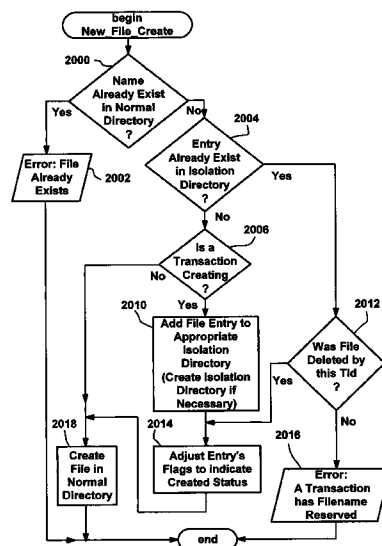 begin
New_File_Create
2000
Name
Already Exist
in Normal
Directory
?
Yes
No
2004
Entry
Already Exist
in Isolation
Directory
?
Yes
No
Error: File
Already
Exists
2002
2006
Is a
Transaction
Creating
?
No
Yes
2010
Add File Entry to
Appropriate
Isolation
Directory
(Create Isolation
Directory if
Necessary)
2012
Was File
Deleted by
this TId
?
Yes
No
2018
Create
File in
Normal
Directory
2014
Adjust Entry's
Flags to indicate
Created Status
2016
Error:
A Transaction
has Filename
Reserved
end